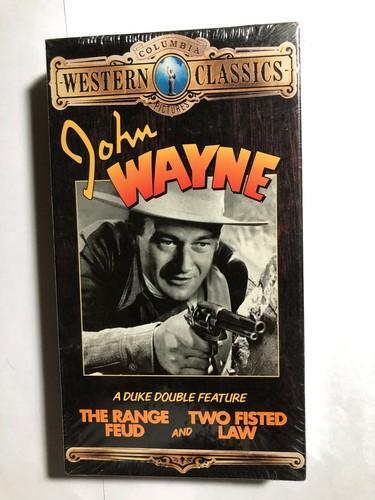 COLUMBIA
WESTERN CLASSICS
PICTURES
John
WAYNE
A DUKE DOUBLE FEATURE
THE RANGE FEUD AND TWO FISTED LAW